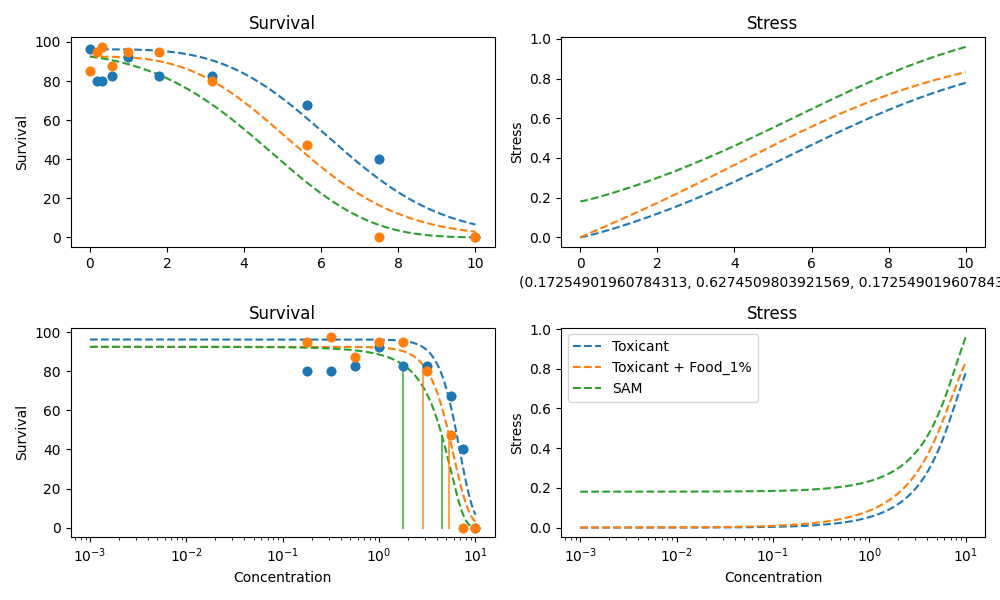 Survival
Stress
Survival
100
80
60
40
20
0
0 2 4 6 8 10
Stress
1.0
0.8
0.6
0.4
0.2
0.0
0 2 4 6 8 10
(0.17254901960784313, 0.6274509803921569, 0.172549019607843
Survival
Stress
Survival
100
80
60
40
20
0
10⁻³ 10⁻² 10⁻¹ 10⁰ 10¹
Concentration
Stress
1.0
0.8
0.6
0.4
0.2
0.0
Toxicant
Toxicant + Food_1%
SAM
10⁻³ 10⁻² 10⁻¹ 10⁰ 10¹
Concentration